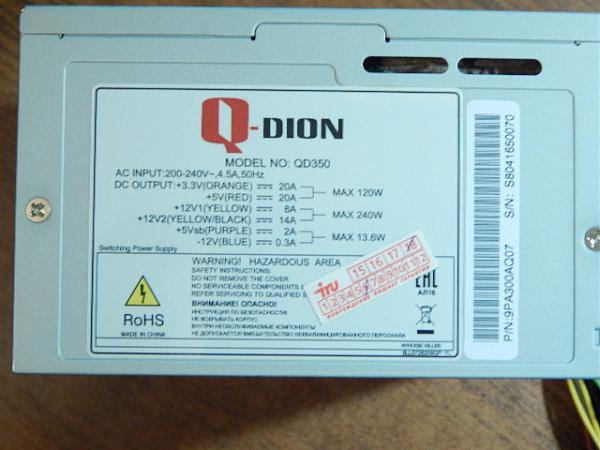 Q-DION
MODEL NO: QD350
AC INPUT:200-240V~,4.5A,50Hz
DC OUTPUT:+3.3V(ORANGE) ⎓ 20A
+5V(RED) ⎓ 20A
MAX 120W
+12V1(YELLOW) ⎓ 8A
+12V2(YELLOW/BLACK) ⎓ 14A
MAX 240W
+5Vsb(PURPLE) ⎓ 2A
-12V(BLUE) ⎓ 0.3A
MAX 13.6W
Switching Power Supply
RoHS
MADE IN CHINA
WARNING! HAZARDOUS AREA
SAFETY INSTRUCTIONS:
DO NOT REMOVE THE COVER
NO SERVICEABLE COMPONENTS
REFER SERVICING TO QUALIFIED
ВНИМАНИЕ! ОПАСНО!
ИНСТРУКЦИЯ ПО БЕЗОПАСНОСТИ:
НЕ ВСКРЫВАТЬ КОРПУС
ВНУТРИ НЕОБСЛУЖИВАЕМЫЕ КОМПОНЕНТЫ
НЕ ДОПУСКАЕТСЯ ВМЕШАТЕЛЬСТВО НЕКВАЛИФИЦИРОВАННОГО ПЕРСОНАЛА
15 16 17 18
1 2 3 4 5 6 7 8 9 10 11 12
ЕАС
АЛ16
P/N:9PA300AQ07 S/N: S8041650070